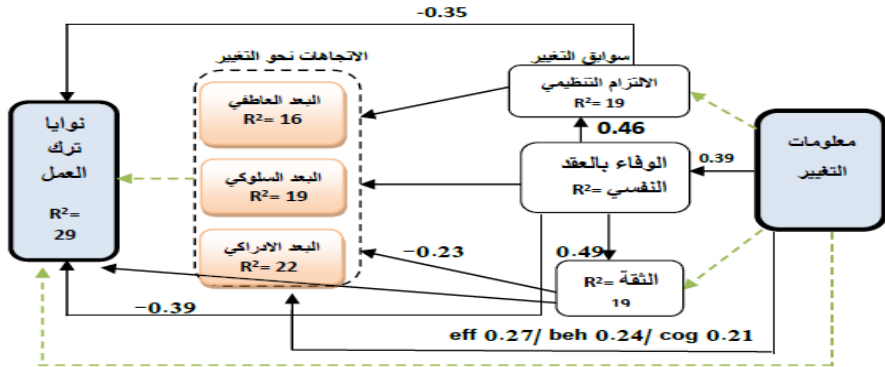 -0.35
سوابق التغيير
الاتجاهات نحو التغيير
الالتزام التنظيمي
R²= 19
البعد العاطفي
R²= 16
نوايا
ترك
العمل
R²=
29
0.46
معلومات
التغيير
0.39
الوفاء بالعقد
النفسي R²=
البعد السلوكي
R²= 19
البعد الادراكي
R²= 22
−0.23
0.49
الثقة R²=
19
−0.39
eff 0.27/ beh 0.24/ cog 0.21